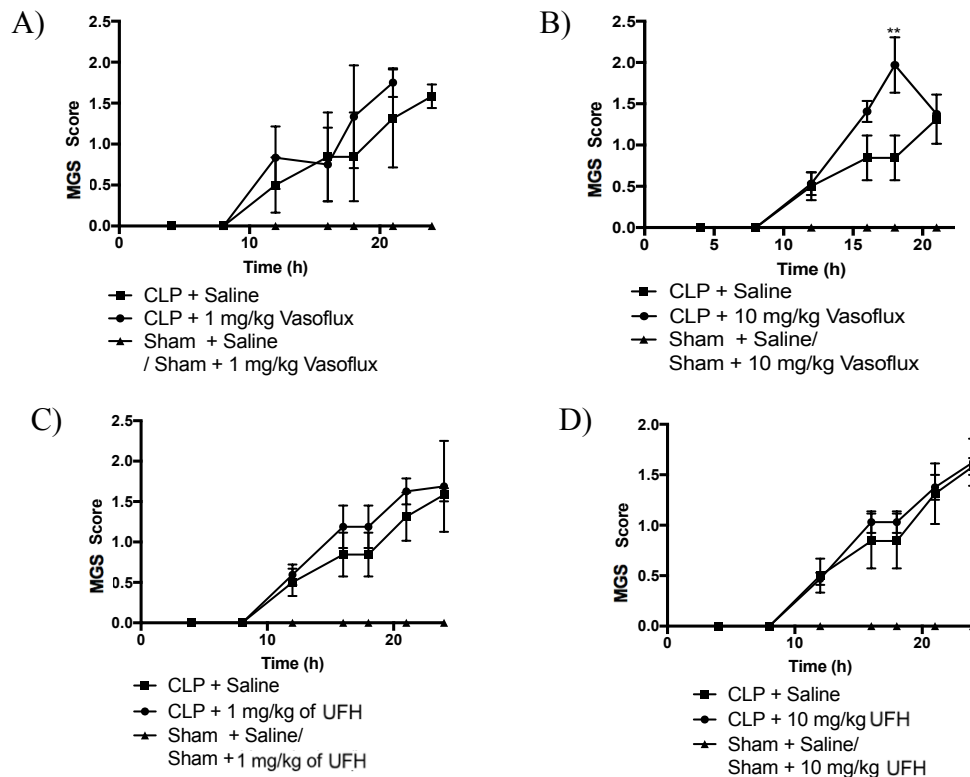 A)
2.5
2.0
1.5
1.0
0.5
0.0
MGS Score
0
10
20
Time (h)
CLP + Saline
CLP + 1 mg/kg Vasoflux
Sham + Saline
/ Sham + 1 mg/kg Vasoflux
B)
**
2.5
2.0
1.5
1.0
0.5
0.0
MGS Score
0
5
10
15
20
Time (h)
CLP + Saline
CLP + 10 mg/kg Vasoflux
Sham + Saline/
Sham + 10 mg/kg Vasoflux
C)
2.5
2.0
1.5
1.0
0.5
0.0
MGS Score
0
10
20
Time (h)
CLP + Saline
CLP + 1 mg/kg of UFH
Sham + Saline/
Sham + 1 mg/kg of UFH
D)
2.0
1.5
1.0
0.5
0.0
MGS Score
0
10
20
Time (h)
CLP + Saline
CLP + 10 mg/kg UFH
Sham + Saline/
Sham + 10 mg/kg UFH